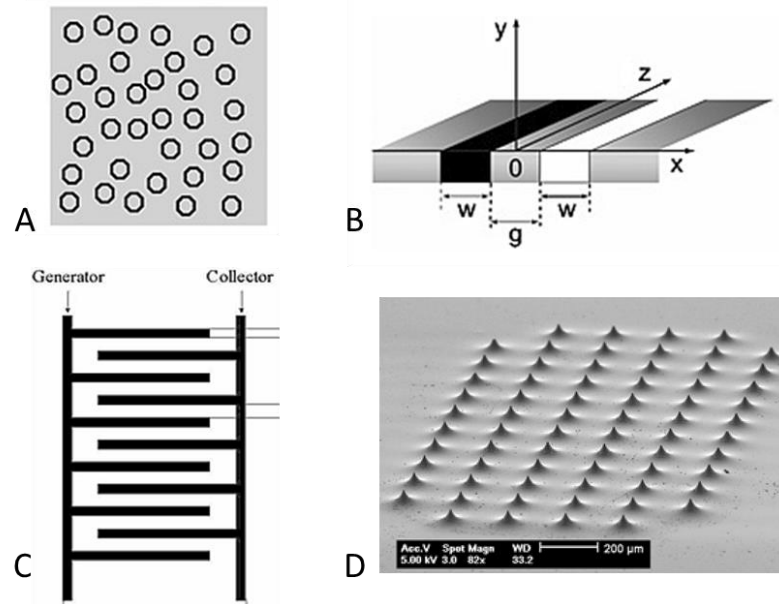 A
y
z
0
x
w
w
g
B
Generator
Collector
C
Acc.V Spot Magn WD 200 µm
5.00 kV 3.0 82x 33.2
D